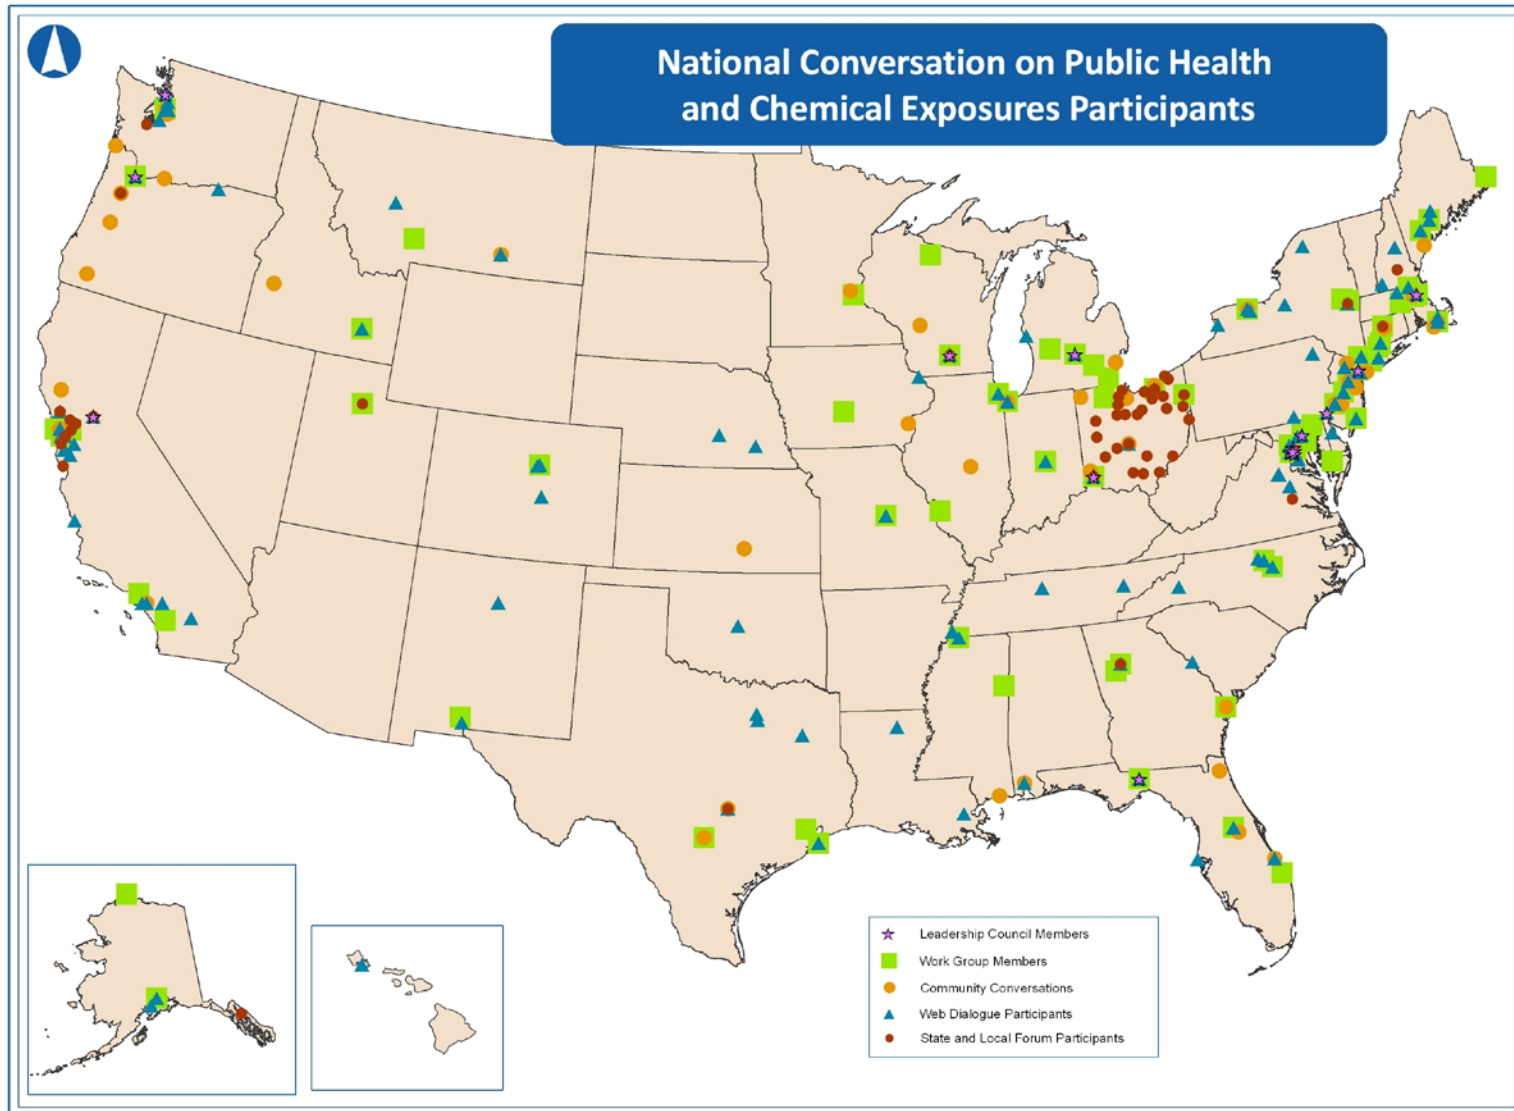 National Conversation on Public Health
and Chemical Exposures Participants
Leadership Council Members
Work Group Members
Community Conversations
Web Dialogue Participants
State and Local Forum Participants